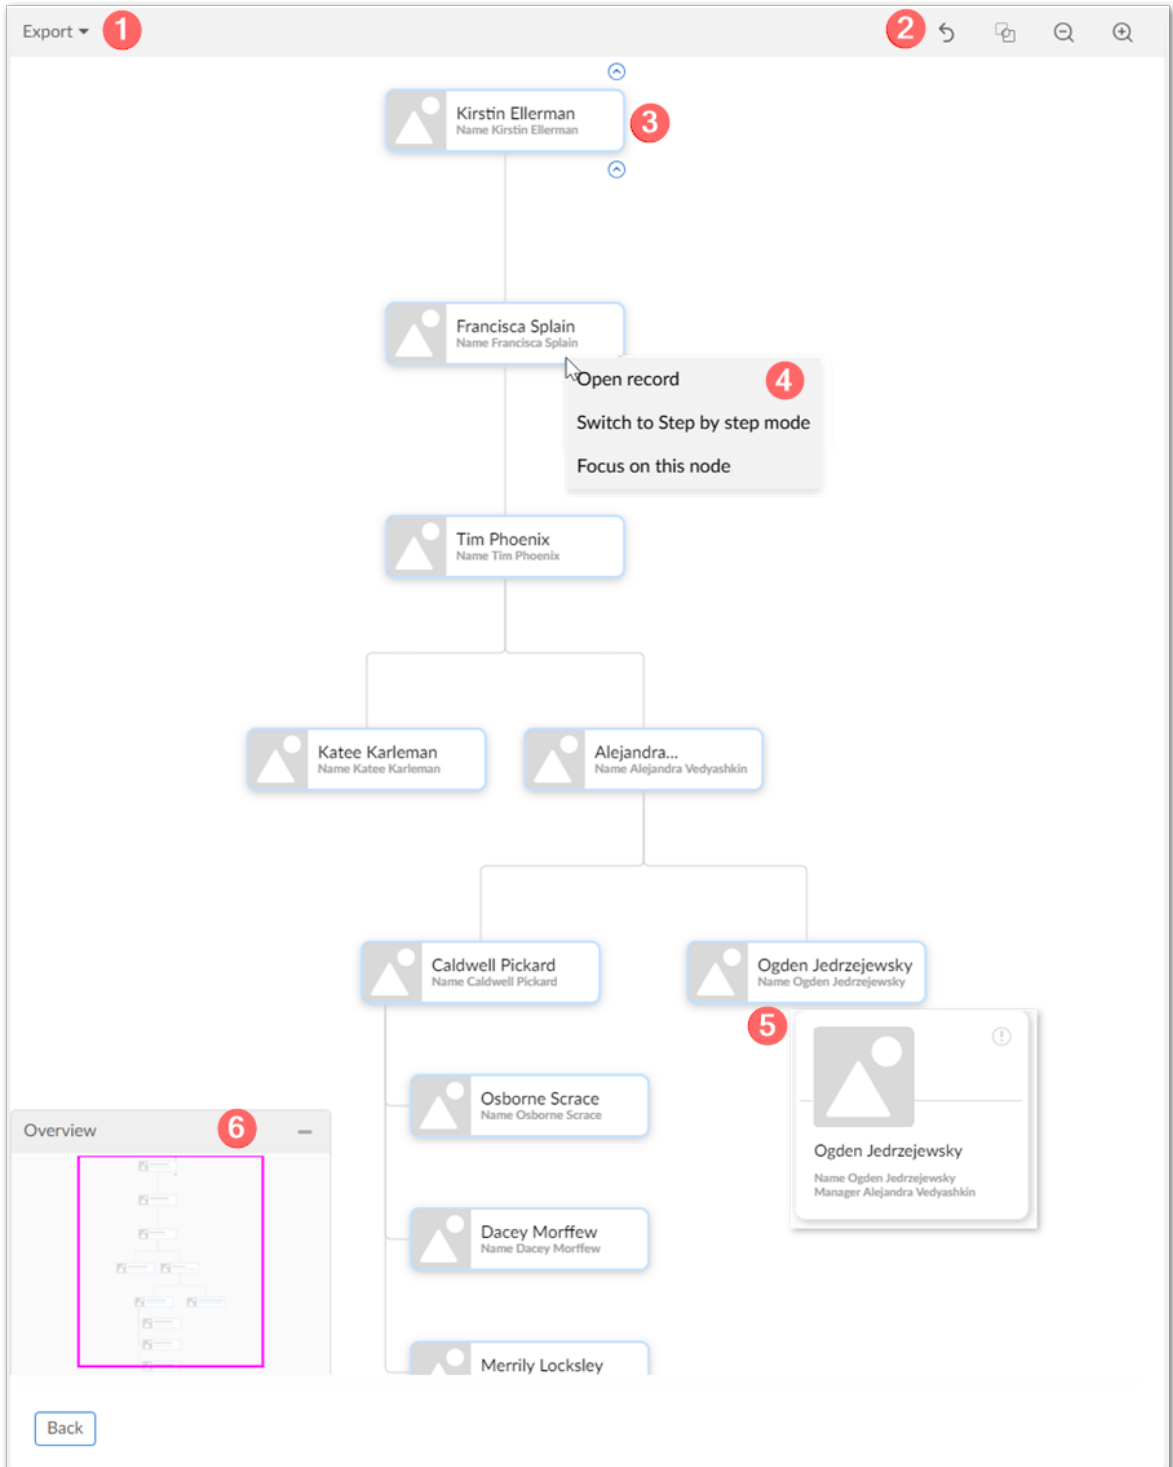 Export
1
2
Kirstin Ellerman
Name Kirstin Ellerman
3
Francisca Splain
Name Francisca Splain
Open record
4
Switch to Step by step mode
Focus on this node
Tim Phoenix
Name Tim Phoenix
Katee Karleman
Name Katee Karleman
Alejandra...
Name Alejandra Vedyashkin
Caldwell Pickard
Name Caldwell Pickard
Ogden Jedrzejewsky
Name Ogden Jedrzejewsky
5
Ogden Jedrzejewsky
Name Ogden Jedrzejewsky
Manager Alejandra Vedyashkin
Osborne Scrace
Name Osborne Scrace
Dacey Morffew
Name Dacey Morffew
Merrily Locksley
Overview
6
Back